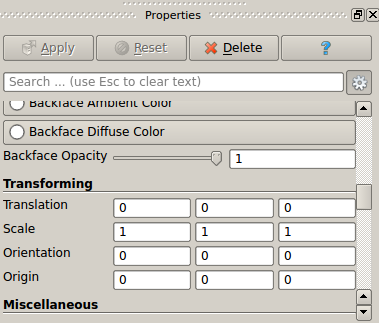 Properties
Apply Reset Delete ?
Search ... (use Esc to clear text)
Backface Ambient Color
Backface Diffuse Color
Backface Opacity 1
Transforming
Translation 0 0 0
Scale 1 1 1
Orientation 0 0 0
Origin 0 0 0
Miscellaneous